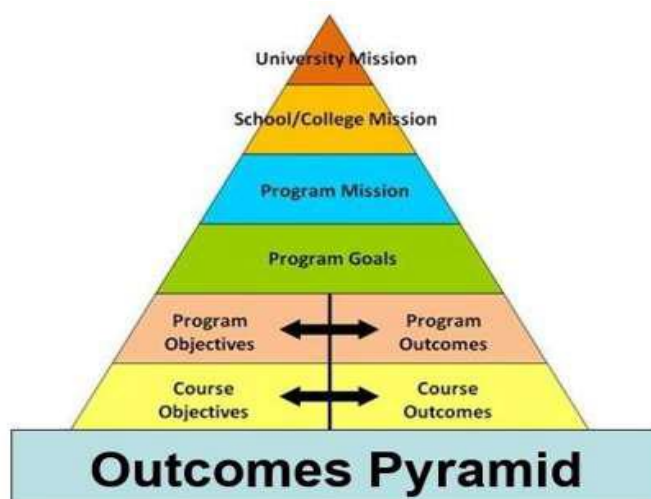 University Mission
School/College Mission
Program Mission
Program Goals
Program
Objectives
Program
Outcomes
Course
Objectives
Course
Outcomes
Outcomes Pyramid